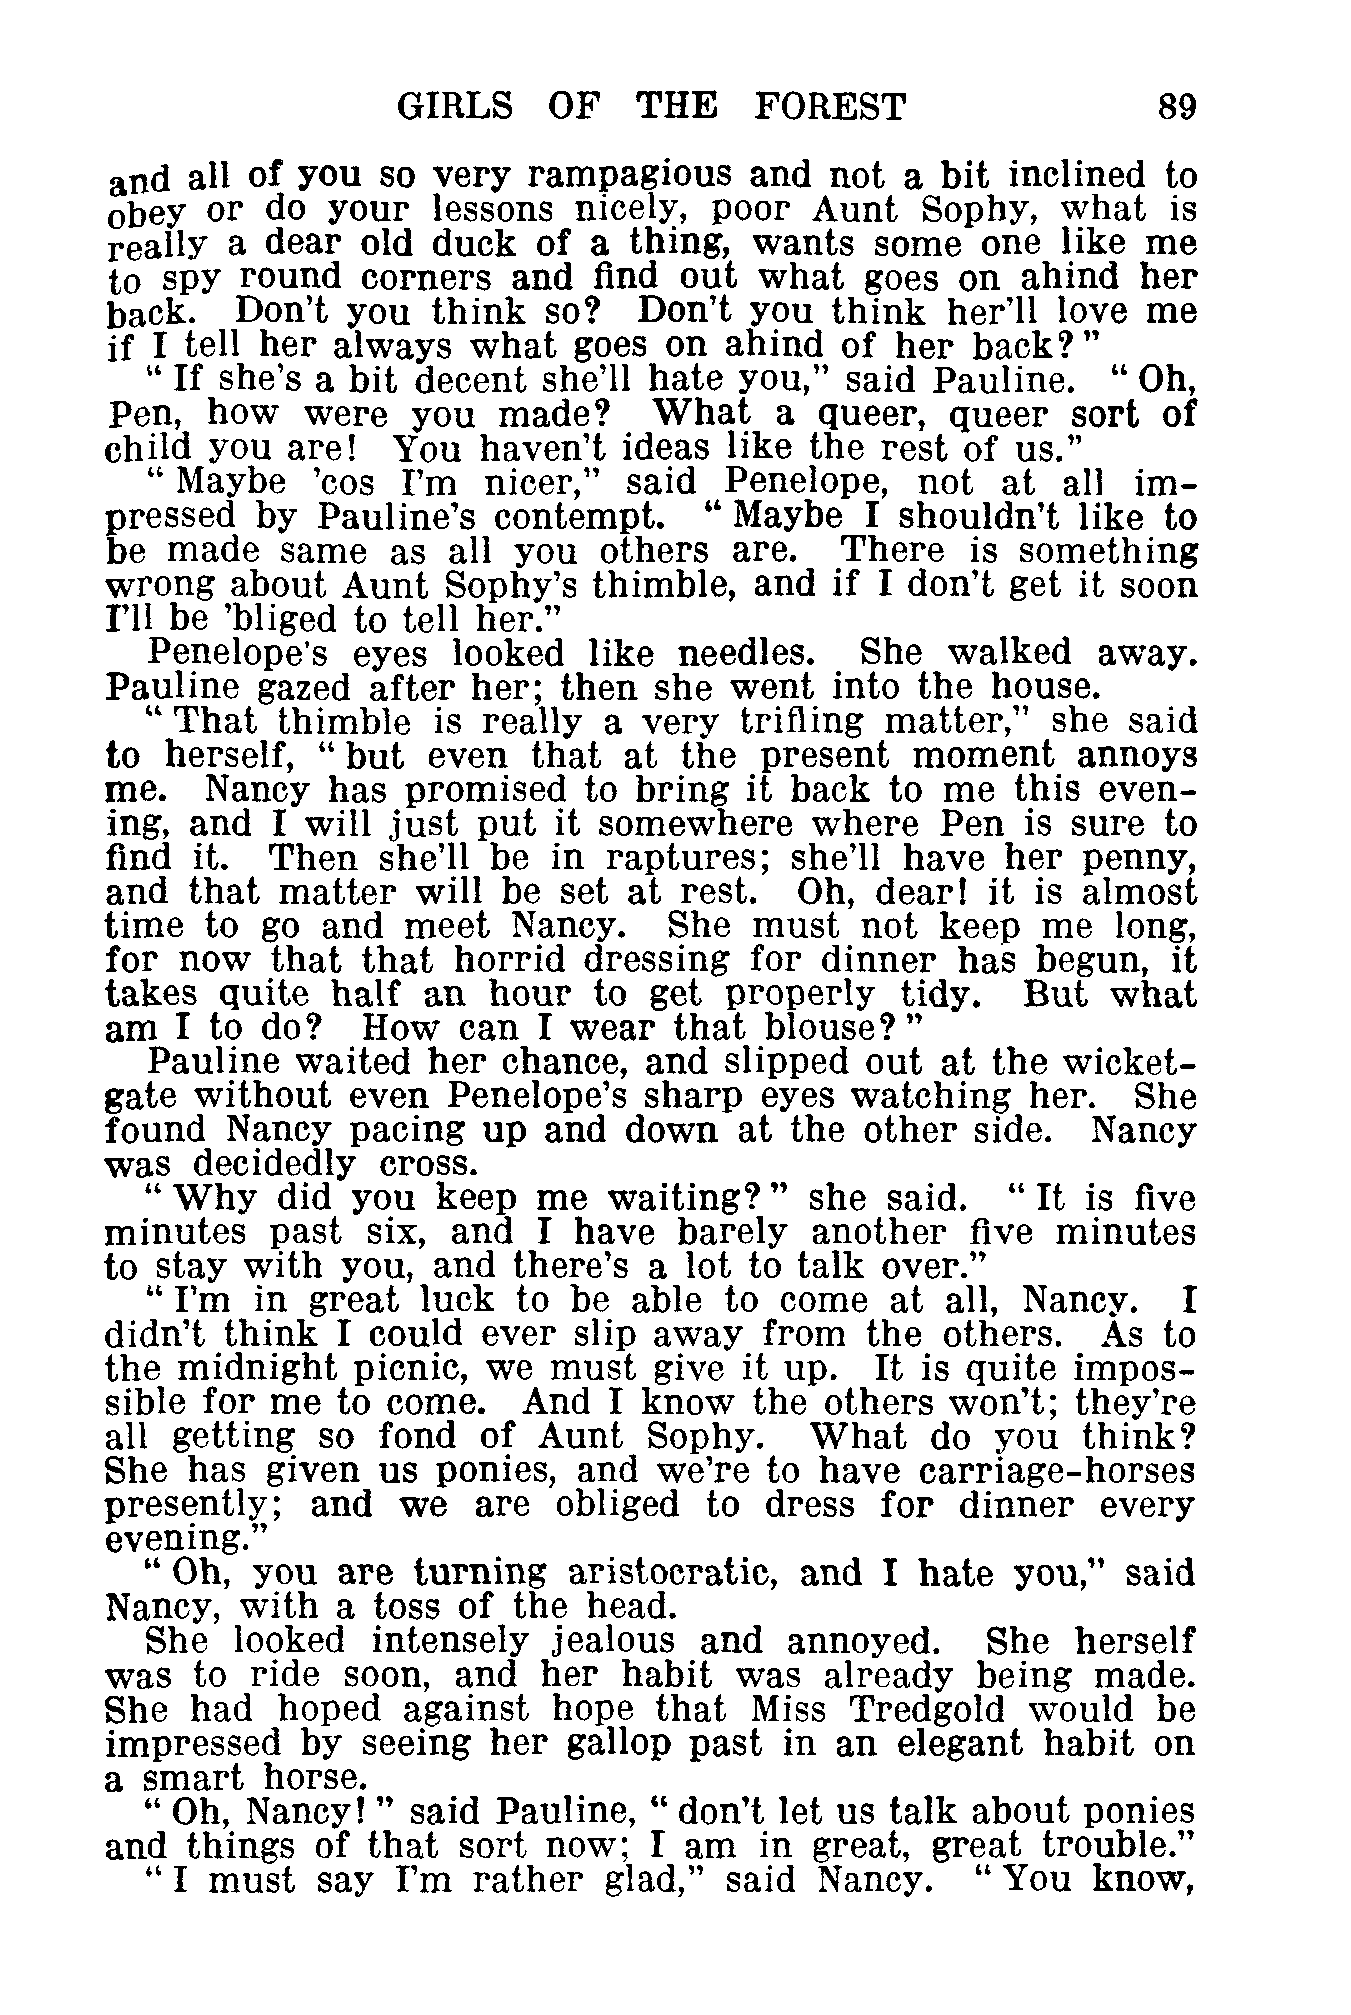 GIRLS OF THE FOREST 89
and all of you so very rampagious and not a bit inclined to
obey or do your lessons nicely, poor Aunt Sophy, what is
really a dear old duck of a thing, wants some one like me
to spy round corners and find out what goes on ahind her
back. Don't you think so? Don't you think her'll love me
if I tell her always what goes on ahind of her back?"
"If she's a bit decent she'll hate you," said Pauline. "Oh,
Pen, how were you made? What a queer, queer sort of
child you are! You haven't ideas like the rest of us."
"Maybe 'cos I'm nicer," said Penelope, not at all im-
pressed by Pauline's contempt. "Maybe I shouldn't like to
be made same as all you others are. There is something
wrong about Aunt Sophy's thimble, and if I don't get it soon
I'll be 'bliged to tell her."
Penelope's eyes looked like needles. She walked away.
Pauline gazed after her; then she went into the house.
"That thimble is really a very trifling matter," she said
to herself, "but even that at the present moment annoys
me. Nancy has promised to bring it back to me this even-
ing, and I will just put it somewhere where Pen is sure to
find it. Then she'll be in raptures; she'll have her penny,
and that matter will be set at rest. Oh, dear! it is almost
time to go and meet Nancy. She must not keep me long,
for now that that horrid dressing for dinner has begun, it
takes quite half an hour to get properly tidy. But what
am I to do? How can I wear that blouse?"
Pauline waited her chance, and slipped out at the wicket-
gate without even Penelope's sharp eyes watching her. She
found Nancy pacing up and down at the other side. Nancy
was decidedly cross.
"Why did you keep me waiting?" she said. "It is five
minutes past six, and I have barely another five minutes
to stay with you, and there's a lot to talk over."
"I'm in great luck to be able to come at all, Nancy. I
didn't think I could ever slip away from the others. As to
the midnight picnic, we must give it up. It is quite impos-
sible for me to come. And I know the others won't; they're
all getting so fond of Aunt Sophy. What do you think?
She has given us ponies, and we're to have carriage-horses
presently; and we are obliged to dress for dinner every
evening."
"Oh, you are turning aristocratic, and I hate you," said
Nancy, with a toss of the head.
She looked intensely jealous and annoyed. She herself
was to ride soon, and her habit was already being made.
She had hoped against hope that Miss Tredgold would be
impressed by seeing her gallop past in an elegant habit on
a smart horse.
"Oh, Nancy!" said Pauline, "don't let us talk about ponies
and things of that sort now; I am in great, great trouble."
"I must say I'm rather glad," said Nancy. "You know,